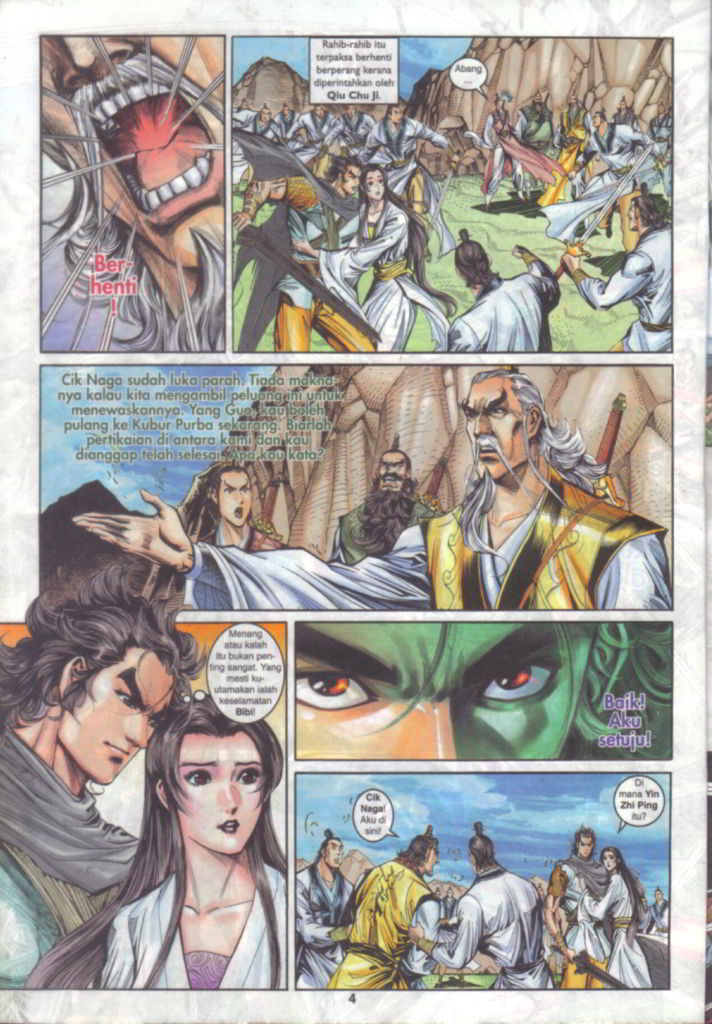 Ber-
henti
!
Rahib-rahib itu
terpaksa berhenti
berperang kerana
diperintahkan oleh
Qiu Chu Ji.
Abang
...
Cik Naga sudah luka parah. Tiada makna-
nya kalau kita mengambil peluang ini untuk
menewaskannya. Yang Guo, kau boleh
pulang ke Kubur Purba sekarang. Biarlah
pertikaian di antara kami dan kau
dianggap telah selesai. Apa kau kata?
Menang
atau kalah
itu bukan pen-
ting sangat. Yang
mesti ku-
utamakan ialah
keselamatan
Bibi!
Baik!
Aku
setuju!
Cik
Naga!
Aku di
sini!
Di
mana Yin
Zhi Ping
itu?
4